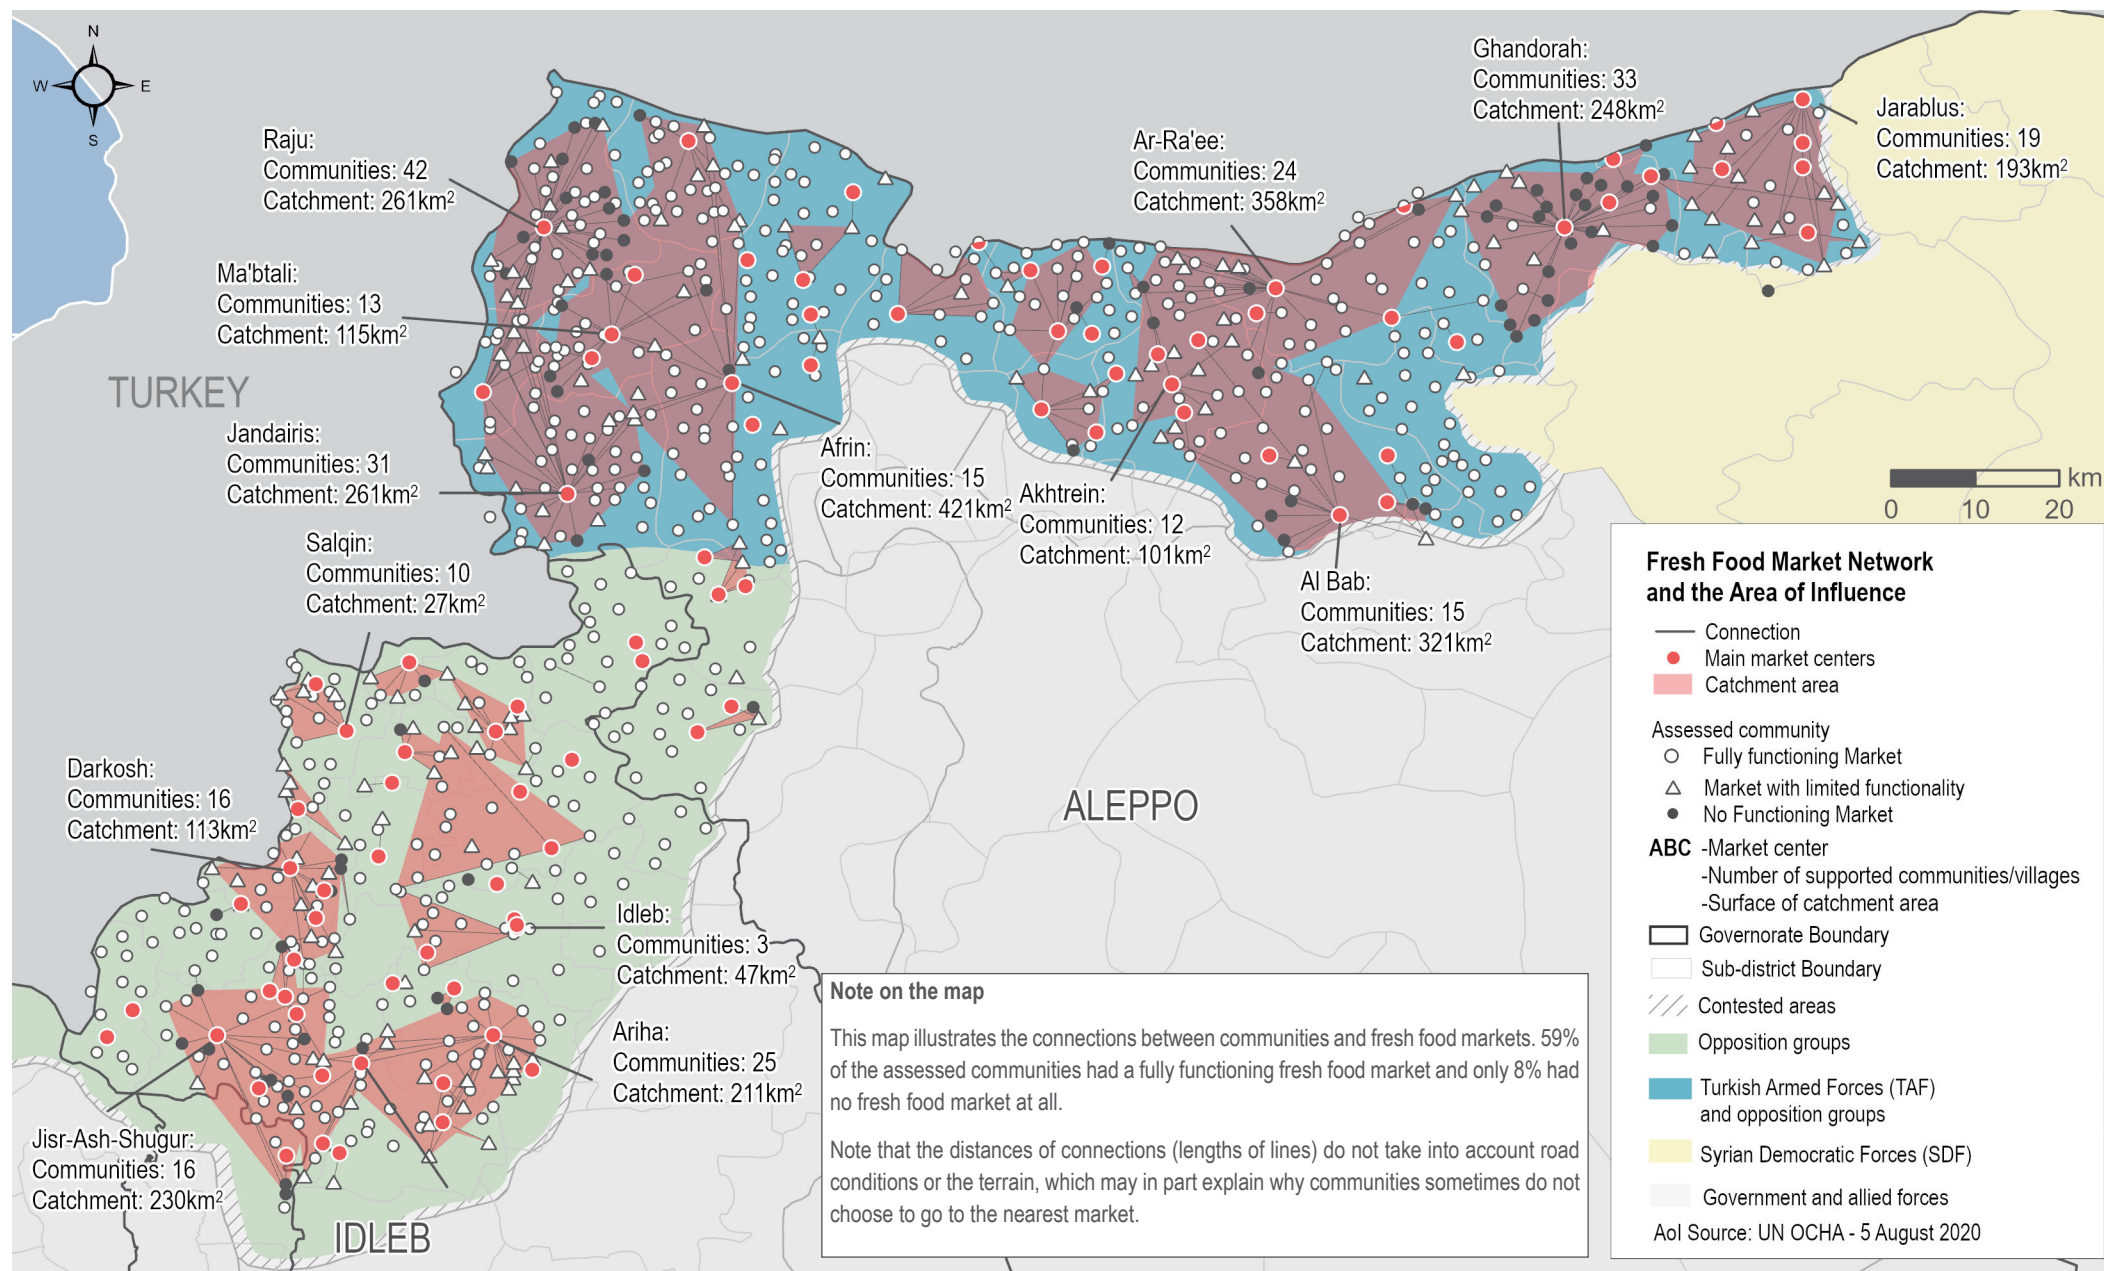 N
W
E
S
Ghandorah:
Communities: 33
Catchment: 248km²
Jarablus:
Communities: 19
Catchment: 193km²
Raju:
Communities: 42
Catchment: 261km²
Ar-Ra'ee:
Communities: 24
Catchment: 358km²
Ma'btali:
Communities: 13
Catchment: 115km²
TURKEY
Jandairis:
Communities: 31
Catchment: 261km²
Afrin:
Communities: 15
Catchment: 421km²
Akhtrein:
Communities: 12
Catchment: 101km²
km
0 10 20
Salqin:
Communities: 10
Catchment: 27km²
Al Bab:
Communities: 15
Catchment: 321km²
Darkosh:
Communities: 16
Catchment: 113km²
ALEPPO
Idleb:
Communities: 3
Catchment: 47km²
Ariha:
Communities: 25
Catchment: 211km²
Jisr-Ash-Shugur:
Communities: 16
Catchment: 230km²
IDLEB
Note on the map
This map illustrates the connections between communities and fresh food markets. 59%
of the assessed communities had a fully functioning fresh food market and only 8% had
no fresh food market at all.
Note that the distances of connections (lengths of lines) do not take into account road
conditions or the terrain, which may in part explain why communities sometimes do not
choose to go to the nearest market.
Fresh Food Market Network
and the Area of Influence
Connection
Main market centers
Catchment area
Assessed community
Fully functioning Market
Market with limited functionality
No Functioning Market
ABC -Market center
-Number of supported communities/villages
-Surface of catchment area
Governorate Boundary
Sub-district Boundary
Contested areas
Opposition groups
Turkish Armed Forces (TAF)
and opposition groups
Syrian Democratic Forces (SDF)
Government and allied forces
AoI Source: UN OCHA - 5 August 2020